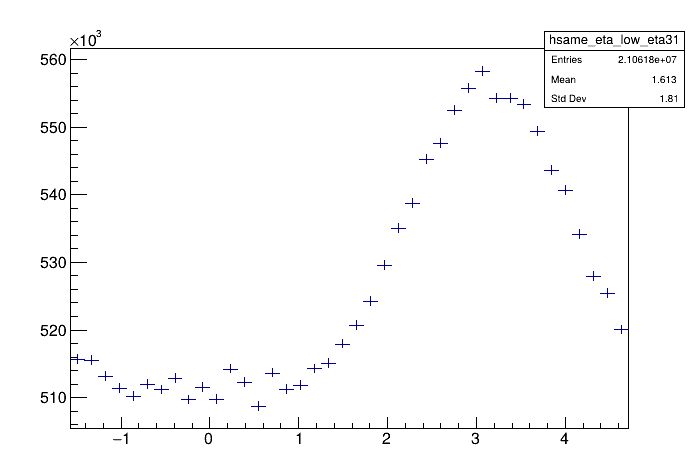 ×10³
hsame_eta_low_eta31
Entries 2.10618e+07
Mean 1.613
Std Dev 1.81
560
550
540
530
520
510
−1 0 1 2 3 4